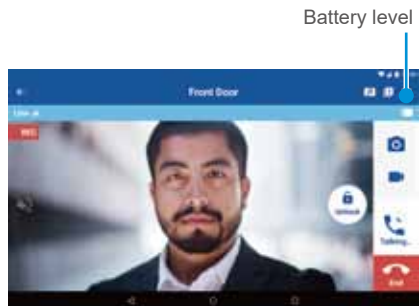 Battery level
Front Door
REC
Unlock
Talking...
End